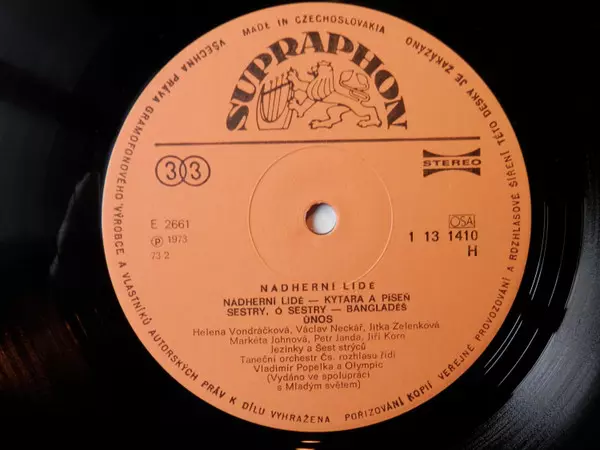 MADE IN CZECHOSLOVAKIA
VŠECHNA PRÁVA GRAMOFONOVÉHO VÝROBCE A VLASTNÍKŮ AUTORSKÝCH PRÁV K DÍLU VYHRAŽENA
POŘIZOVÁNÍ KOPIÍ VEŘEJNÉ PROVOZOVÁNÍ A ROZHLASOVÉ ŠÍŘENÍ TÉTO DESKY JE ZAKÁZÁNO
SUPRAPHON
33
STEREO
E 2661
Ⓟ 1973
73 2
OSA
1 13 1410
H
NÁDHERNÍ LIDÉ
NÁDHERNÍ LIDÉ — KYTARA A PÍSEŇ
SESTRY, Ó SESTRY — BANGLADÉŠ
ÚNOS
Helena Vondráčková, Václav Neckář, Jitka Zelenková
Markéta Johnová, Petr Janda, Jiří Korn
Jezinky a Šest strýců
Taneční orchestr Čs. rozhlasu řídí
Vladimír Popelka a Olympic
(Vydáno ve spolupráci
s Mladým světem)